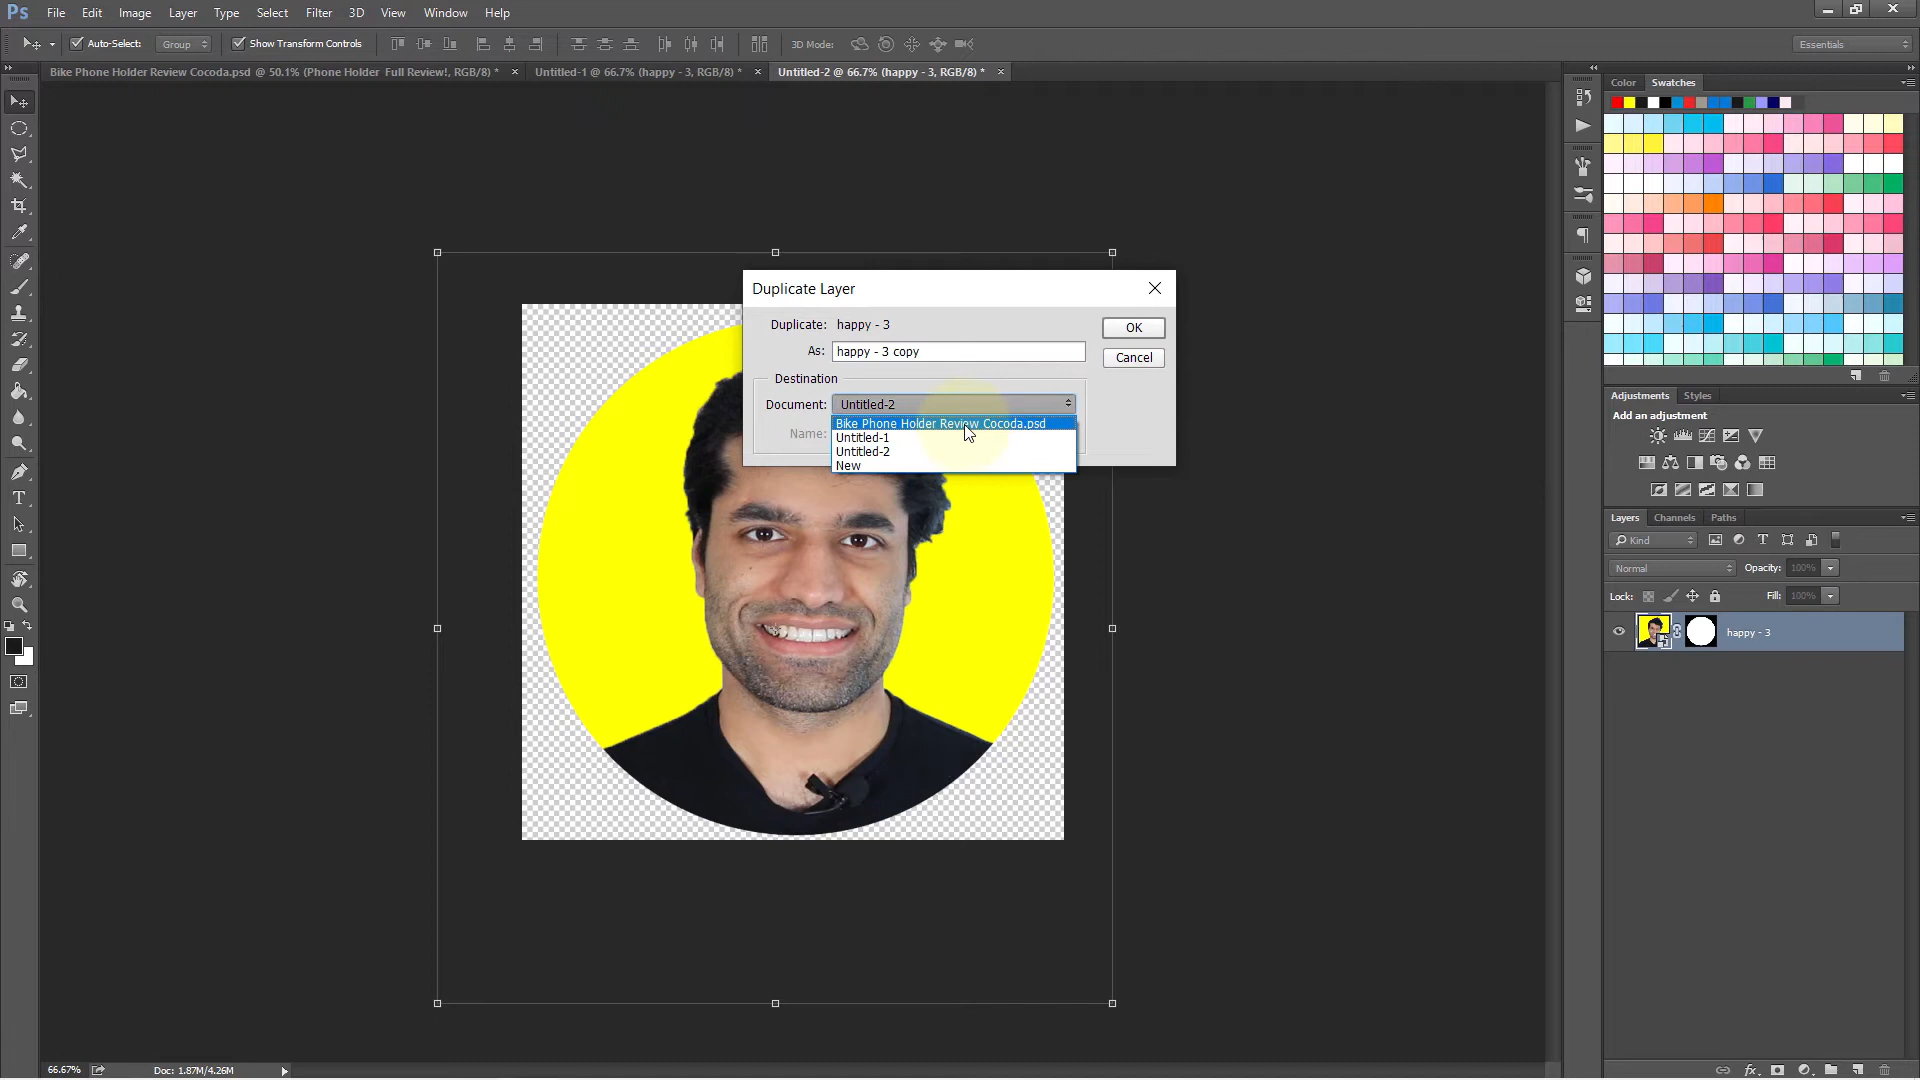 Ps File Edit Image Layer Type Select Filter 3D View Window Help
Auto-Select: Group Show Transform Controls 3D Mode: Essentials
Bike Phone Holder Review Cocoda.psd @ 50.1% (Phone Holder Full Review!, RGB/8) * × Untitled-1 @ 66.7% (happy - 3, RGB/8) * × Untitled-2 @ 66.7% (happy - 3, RGB/8) * ×
Color Swatches
Duplicate Layer
Duplicate: happy - 3
OK
As: happy - 3 copy
Cancel
Destination
Document: Untitled-2
Bike Phone Holder Review Cocoda.psd
Name:
Untitled-1
Untitled-2
New
Adjustments Styles
Add an adjustment
Layers Channels Paths
Kind
Normal Opacity: 100%
Lock: Fill: 100%
happy - 3
66.67% Doc: 1.87M/4.26M